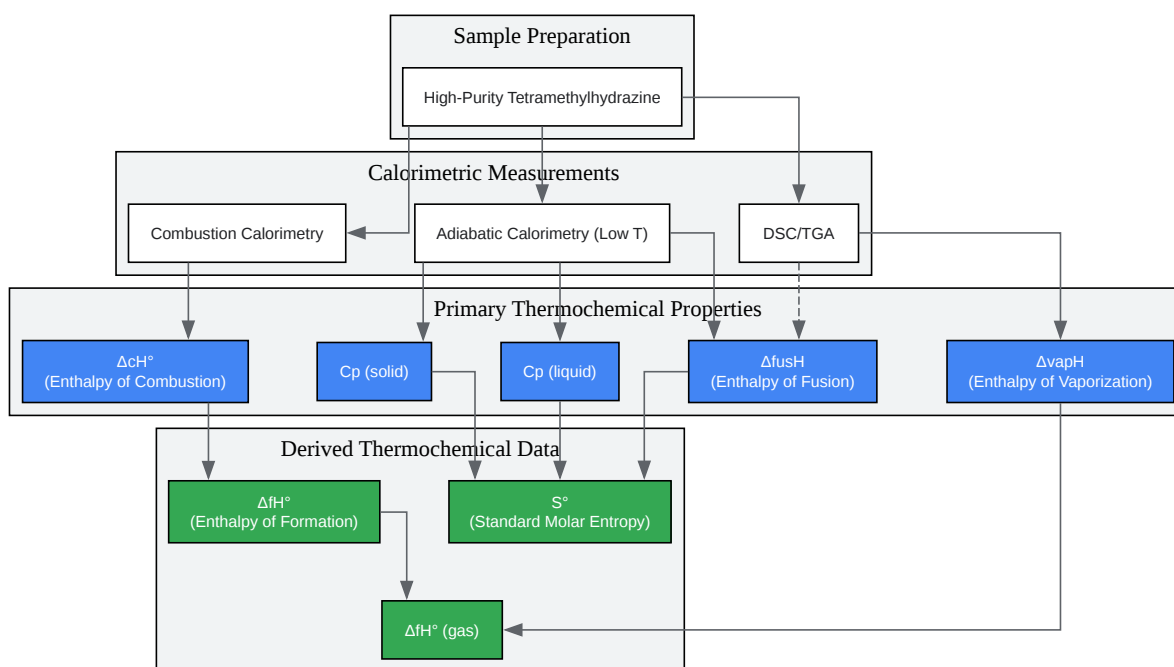 Sample Preparation
High-Purity Tetramethylhydrazine
Calorimetric Measurements
Combustion Calorimetry
Adiabatic Calorimetry (Low T)
DSC/TGA
Primary Thermochemical Properties
ΔcH°
(Enthalpy of Combustion)
Cp (solid)
Cp (liquid)
ΔfusH
(Enthalpy of Fusion)
ΔvapH
(Enthalpy of Vaporization)
Derived Thermochemical Data
ΔfH°
(Enthalpy of Formation)
S°
(Standard Molar Entropy)
ΔfH° (gas)